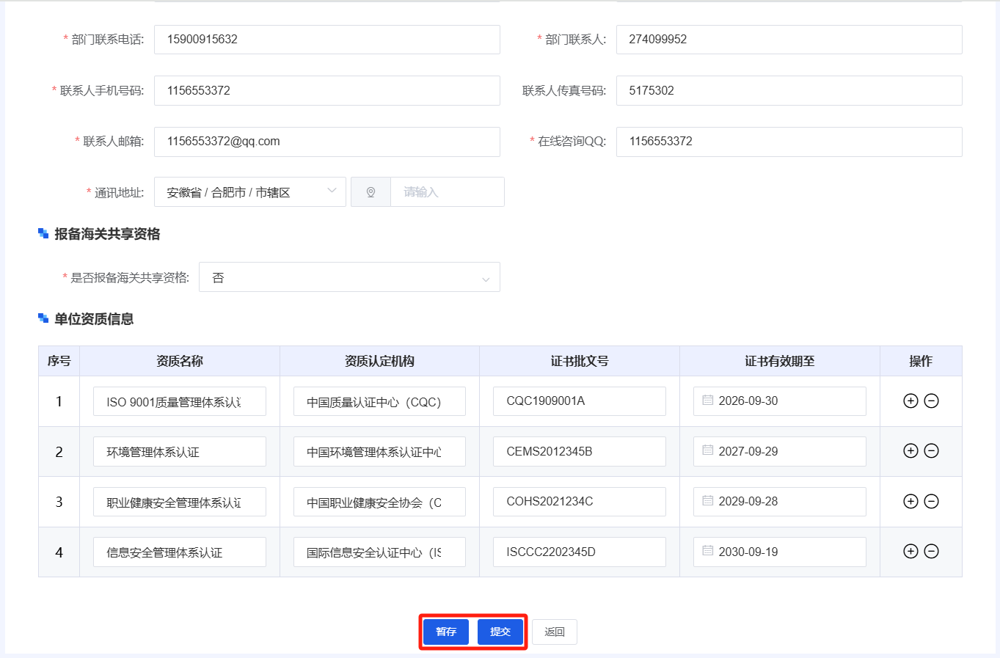 * 部门联系电话: 15900915632 * 部门联系人: 274099952
* 联系人手机号码: 1156553372 联系人传真号码: 5175302
* 联系人邮箱: 1156553372@qq.com * 在线咨询QQ: 1156553372
* 通讯地址: 安徽省 / 合肥市 / 市辖区 请输入
报备海关共享资格
* 是否报备海关共享资格: 否
单位资质信息
序号 资质名称 资质认定机构 证书批文号 证书有效期至 操作
1 ISO 9001质量管理体系认 中国质量认证中心（CQC） CQC1909001A 2026-09-30
2 环境管理体系认证 中国环境管理体系认证中心 CEMS2012345B 2027-09-29
3 职业健康安全管理体系认证 中国职业健康安全协会（C COHS2021234C 2029-09-28
4 信息安全管理体系认证 国际信息安全认证中心（IS ISCCC2202345D 2030-09-19
暂存 提交 返回